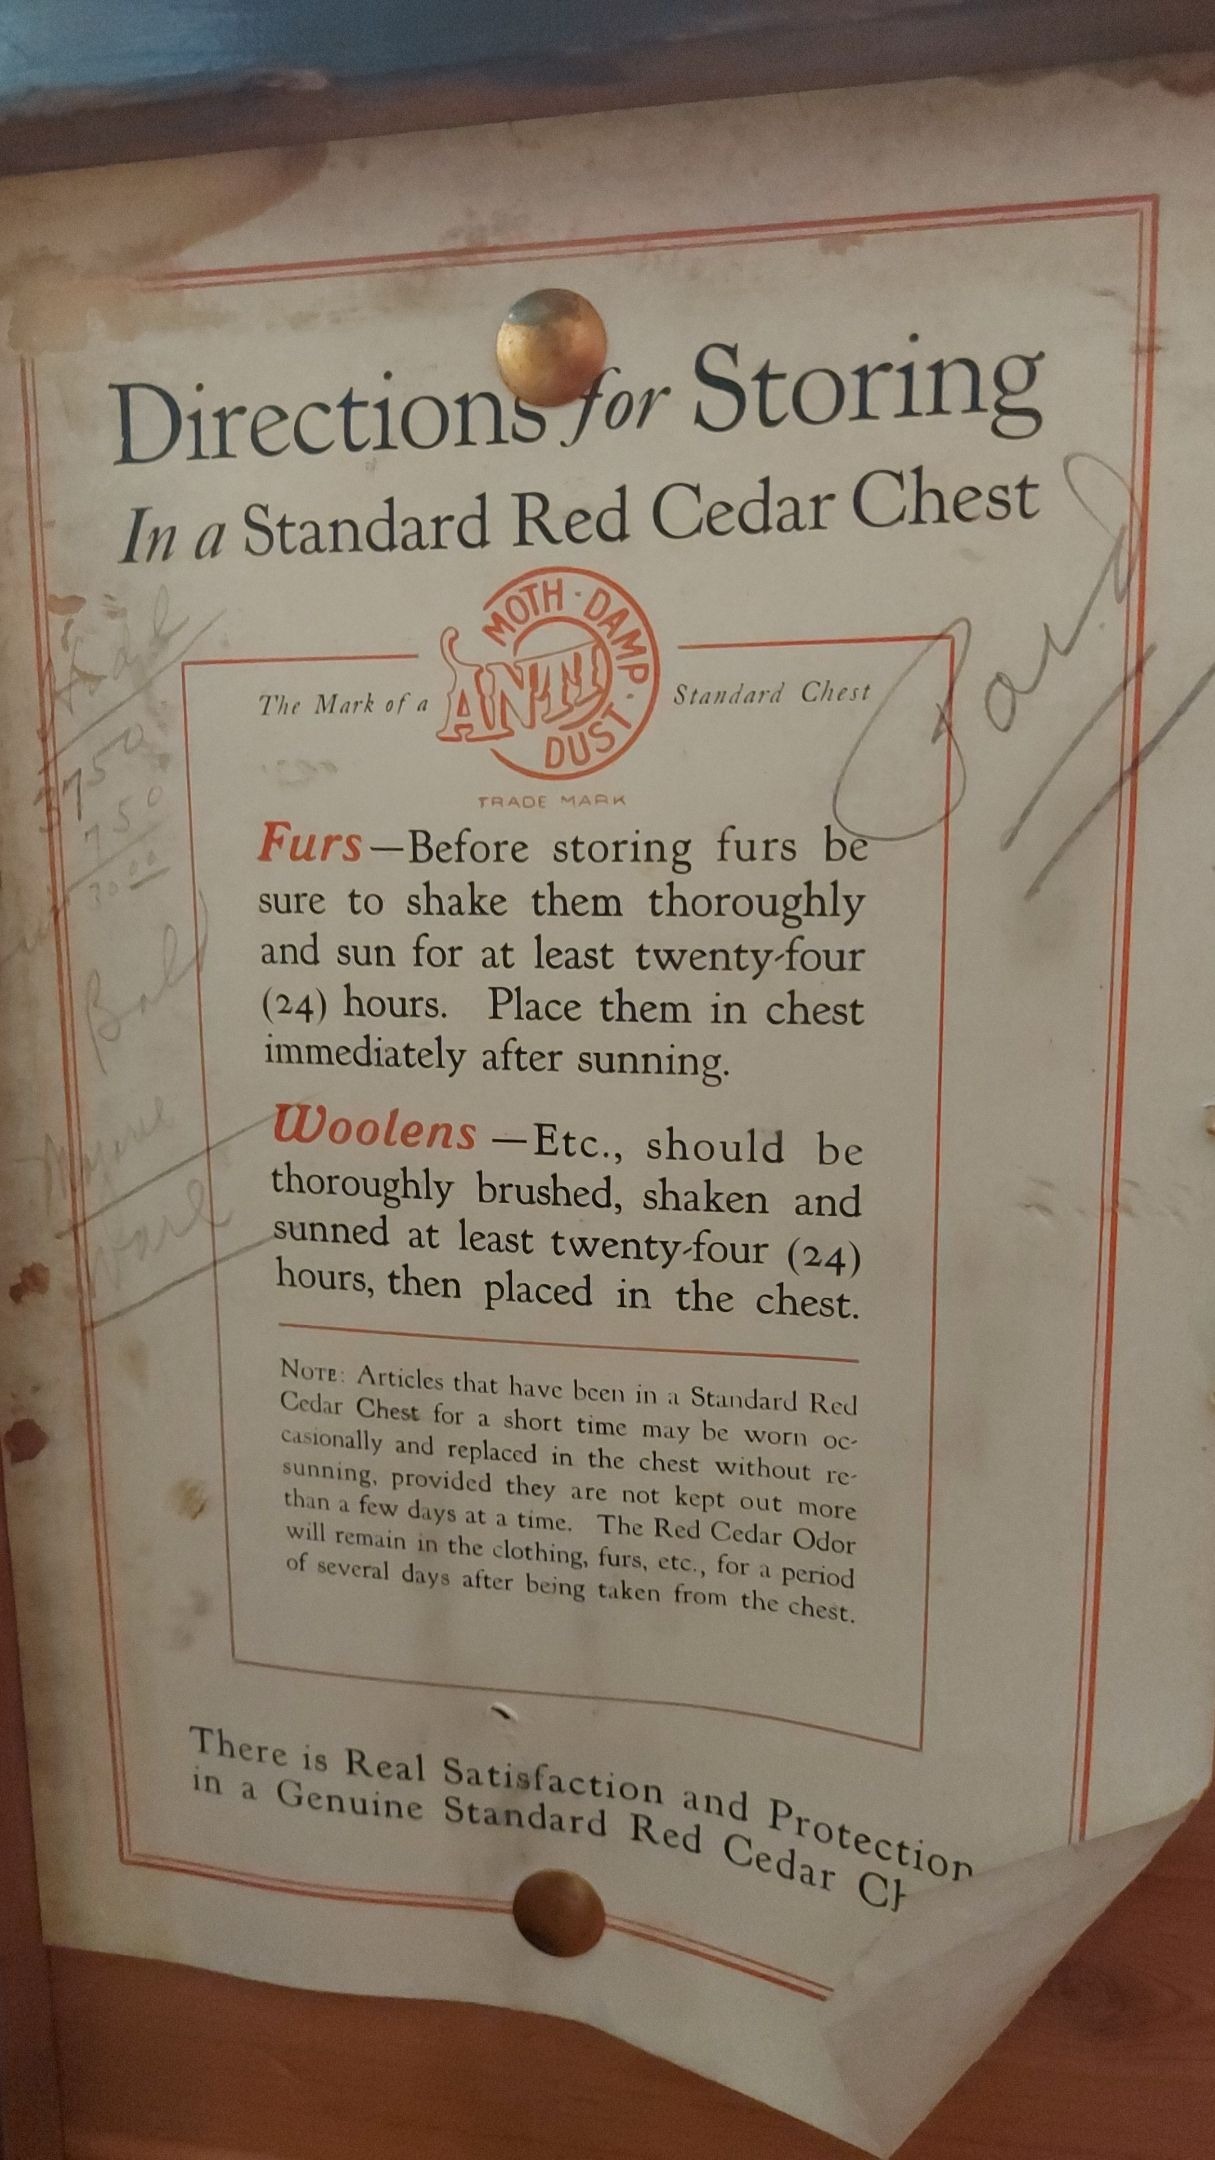 Directions for Storing
In a Standard Red Cedar Chest
MOTH · DAMP ·
The Mark of a ANTI Standard Chest
DUST
TRADE MARK
Paid
3750
750
3000
Bal
Furs—Before storing furs be
sure to shake them thoroughly
and sun for at least twenty-four
(24) hours. Place them in chest
immediately after sunning.
Woolens—Etc., should be
thoroughly brushed, shaken and
sunned at least twenty-four (24)
hours, then placed in the chest.
NOTE: Articles that have been in a Standard Red
Cedar Chest for a short time may be worn oc-
casionally and replaced in the chest without re-
sunning, provided they are not kept out more
than a few days at a time. The Red Cedar Odor
will remain in the clothing, furs, etc., for a period
of several days after being taken from the chest.
There is Real Satisfaction and Protection
in a Genuine Standard Red Cedar Ch